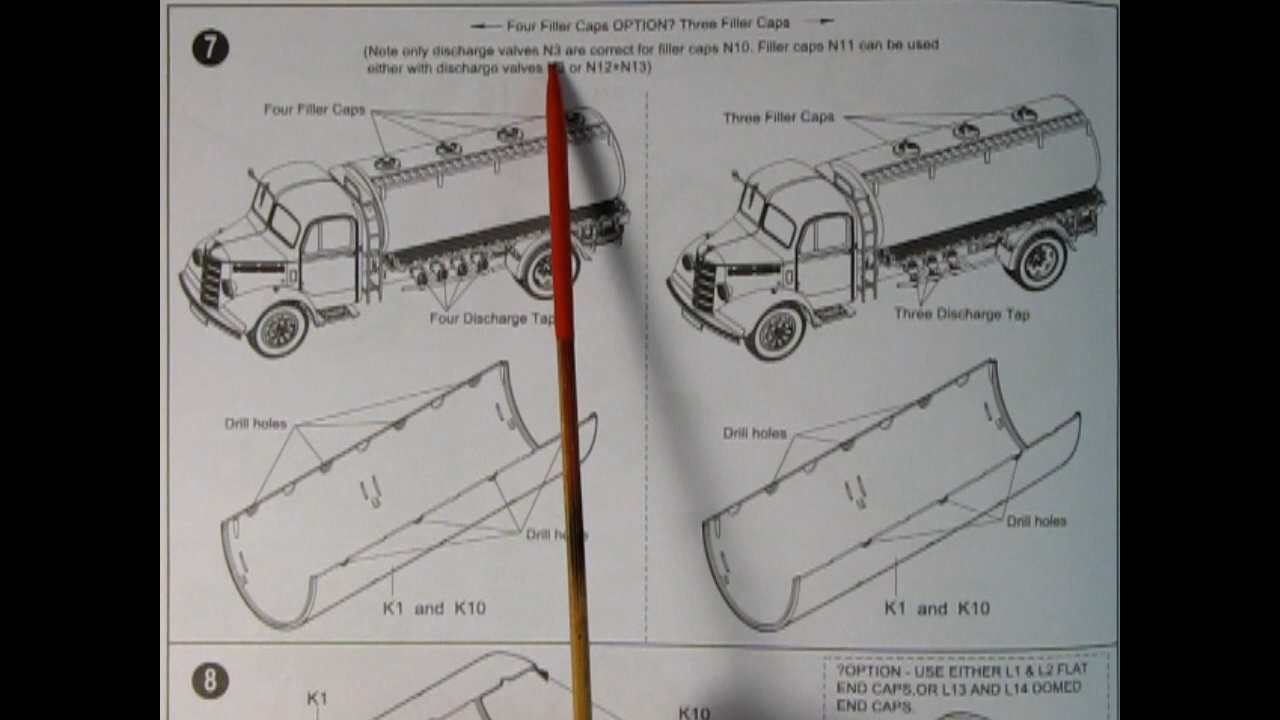 7
Four Filler Caps OPTION? Three Filler Caps
(Note only discharge valves N3 are correct for filler caps N10. Filler caps N11 can be used
either with discharge valves or N12+N13)
Four Filler Caps
Three Filler Caps
Four Discharge Tap
Three Discharge Tap
Drill holes
Drill holes
Drill
Drill holes
K1 and K10
K1 and K10
8
K1
K10
?OPTION - USE EITHER L1 & L2 FLAT
END CAPS.OR L13 AND L14 DOMED
END CAPS.